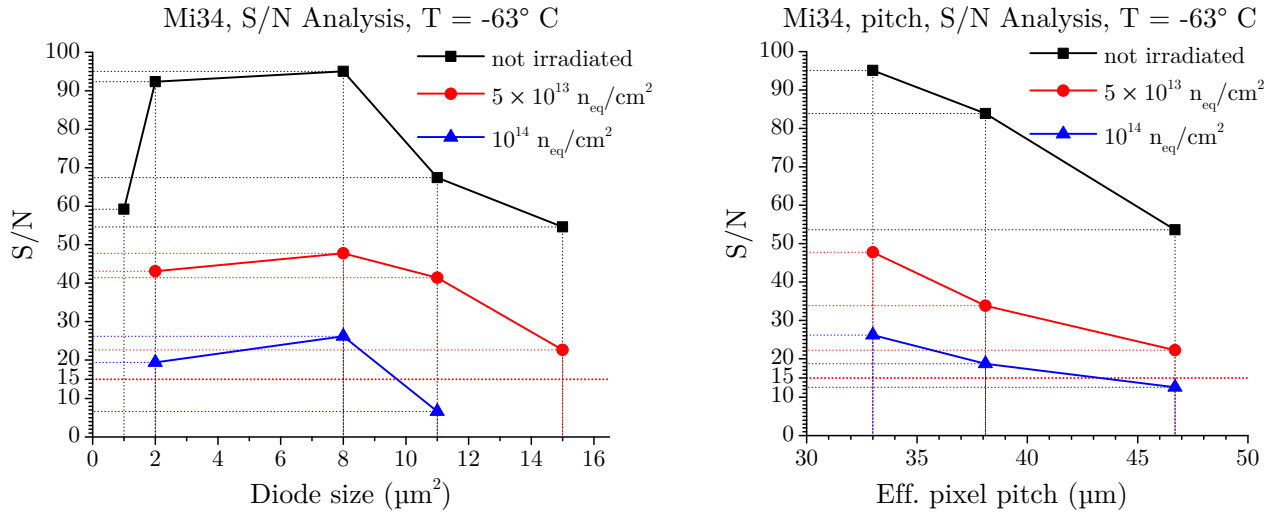 Mi34, S/N Analysis, T = -63° C
100
90
80
70
60
50
40
30
20
15
10
0
S/N
not irradiated
5 × 10¹³ n_eq/cm²
10¹⁴ n_eq/cm²
0 2 4 6 8 10 12 14 16
Diode size (µm²)
Mi34, pitch, S/N Analysis, T = -63° C
100
90
80
70
60
50
40
30
20
15
10
0
S/N
not irradiated
5 × 10¹³ n_eq/cm²
10¹⁴ n_eq/cm²
30 35 40 45 50
Eff. pixel pitch (µm)